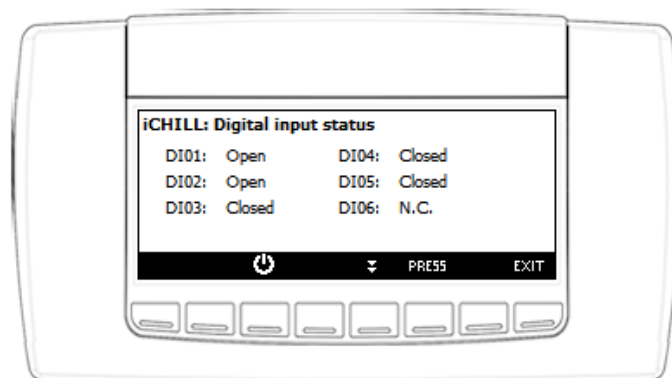 iCHILL: Digital input status
DI01: Open DI04: Closed
DI02: Open DI05: Closed
DI03: Closed DI06: N.C.
PRESS EXIT